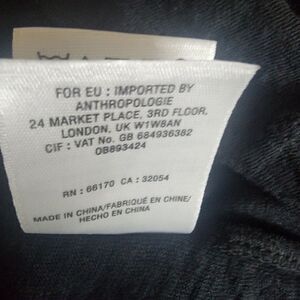 FOR EU : IMPORTED BY
ANTHROPOLOGIE
24 MARKET PLACE, 3RD FLOOR,
LONDON, UK W1W8AN
CIF : VAT No. GB 684936382
OB893424
RN : 66170 CA : 32054
MADE IN CHINA/FABRIQUÉ EN CHINE/
HECHO EN CHINA